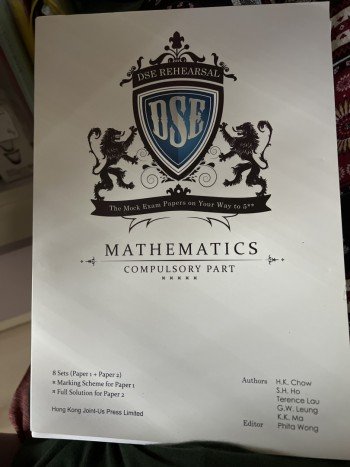 DSE REHEARSAL
DSE
The Mock Exam Papers on Your Way to 5**
MATHEMATICS
COMPULSORY PART
8 Sets (Paper 1 + Paper 2)
¤ Marking Scheme for Paper 1
¤ Full Solution for Paper 2
Hong Kong Joint-Us Press Limited
Authors H.K. Chow
S.H. Ho
Terence Lau
G.W. Leung
K.K. Ma
Editor Phita Wong